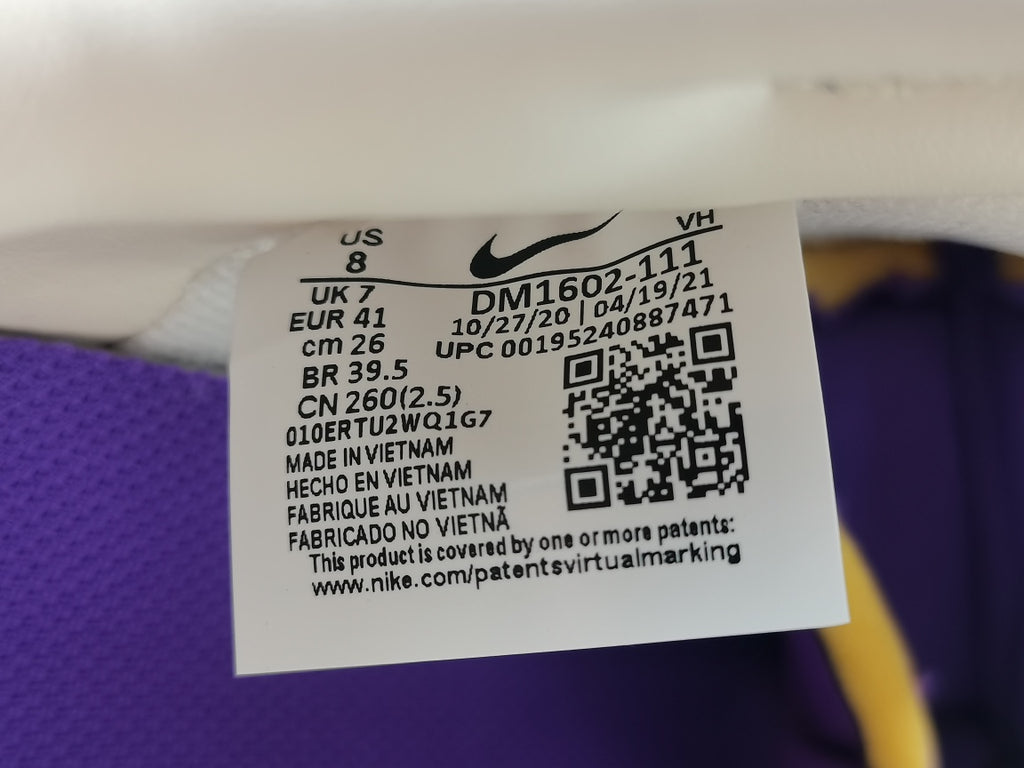 US
8
VH
UK 7
DM1602-111
EUR 41
10/27/20 | 04/19/21
cm 26
UPC 00195240887471
BR 39.5
CN 260(2.5)
010ERTU2WQ1G7
MADE IN VIETNAM
HECHO EN VIETNAM
FABRIQUE AU VIETNAM
FABRICADO NO VIETNÃ
This product is covered by one or more patents:
www.nike.com/patentsvirtualmarking